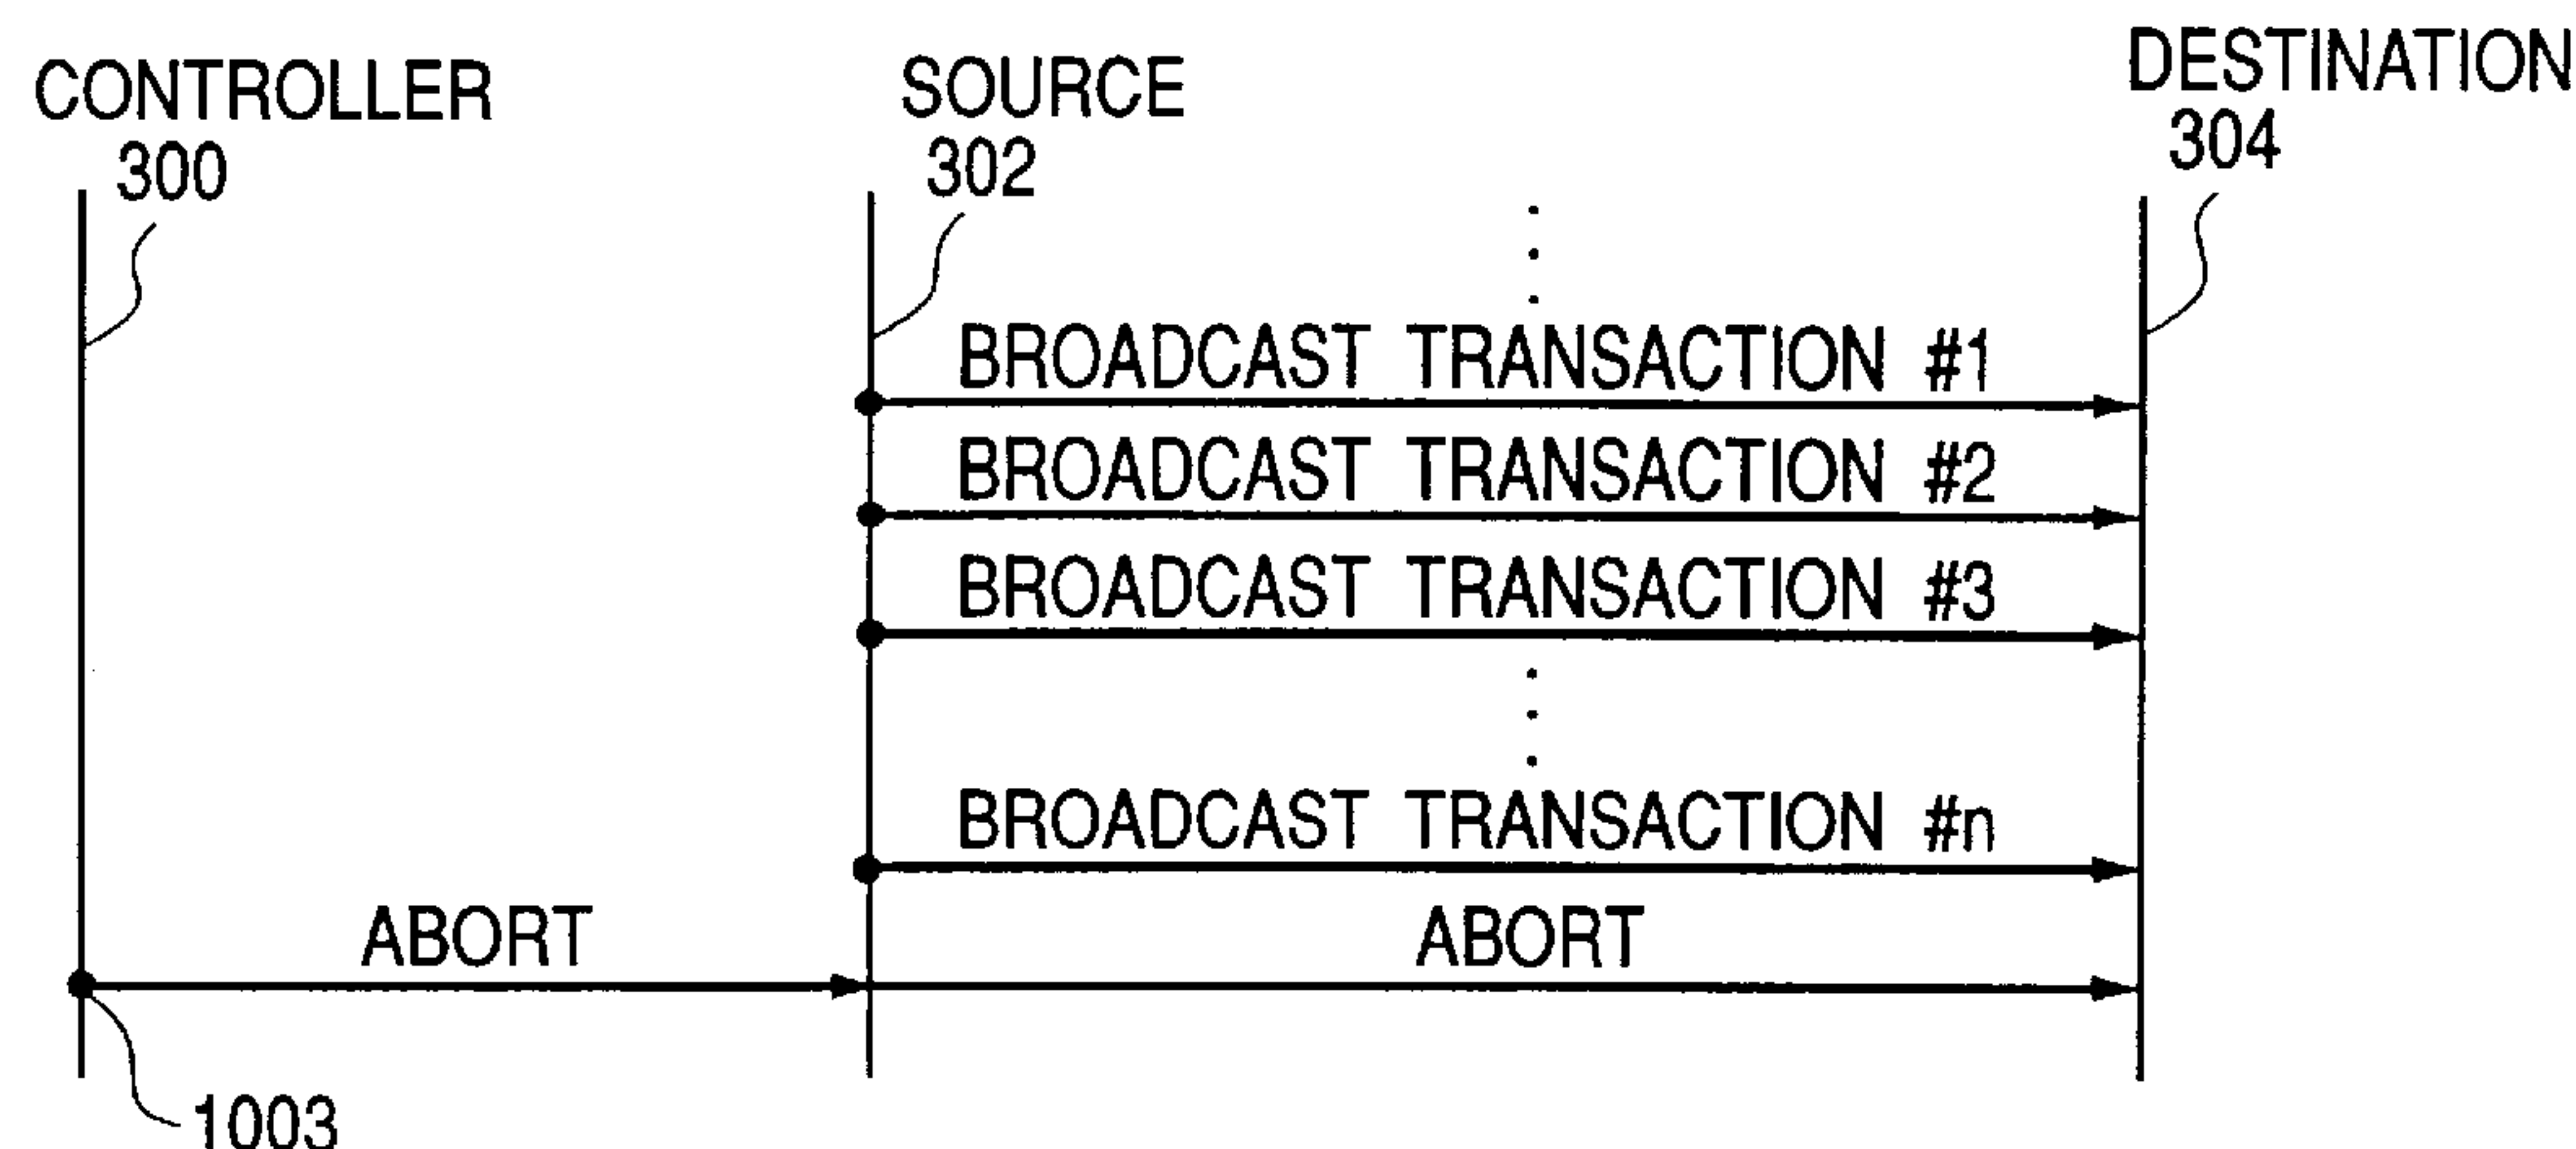 CONTROLLER
300
SOURCE
302
DESTINATION
304
BROADCAST TRANSACTION #1
BROADCAST TRANSACTION #2
BROADCAST TRANSACTION #3
BROADCAST TRANSACTION #n
ABORT
ABORT
1003